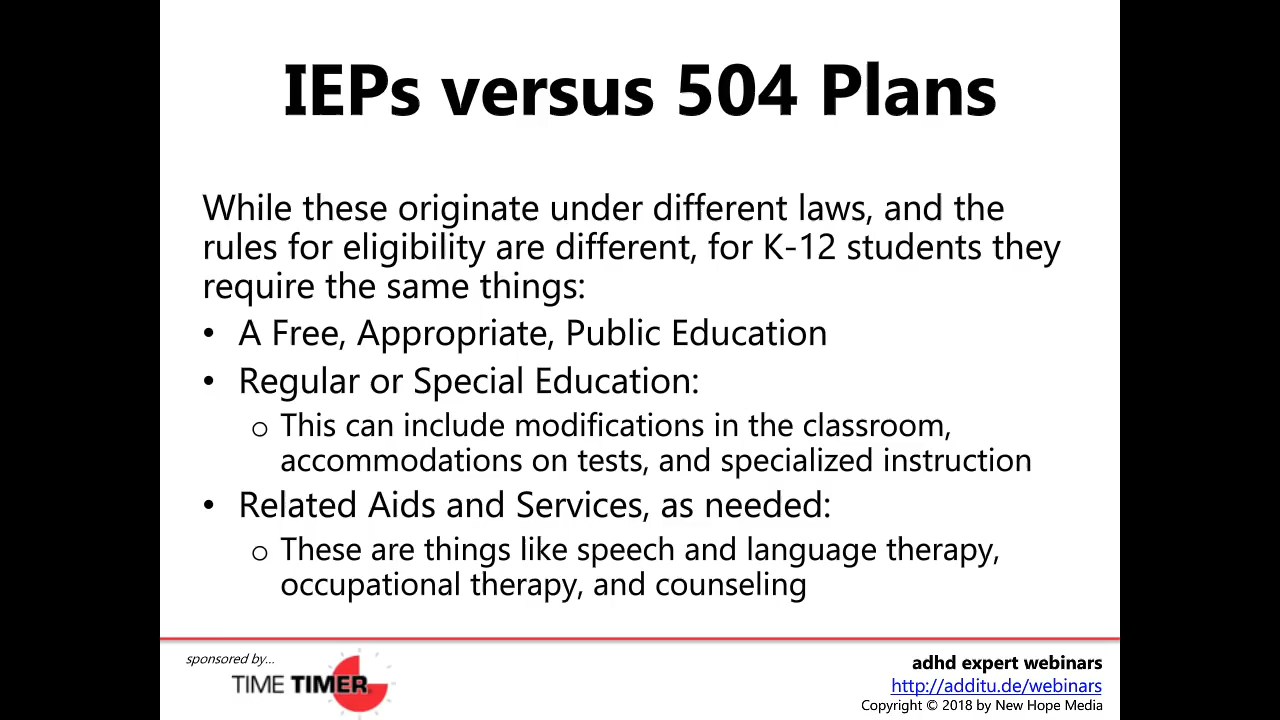 IEPs versus 504 Plans
While these originate under different laws, and the
rules for eligibility are different, for K-12 students they
require the same things:
• A Free, Appropriate, Public Education
• Regular or Special Education:
o This can include modifications in the classroom,
accommodations on tests, and specialized instruction
• Related Aids and Services, as needed:
o These are things like speech and language therapy,
occupational therapy, and counseling
sponsored by...
TIME TIMER
adhd expert webinars
http://additu.de/webinars
Copyright © 2018 by New Hope Media